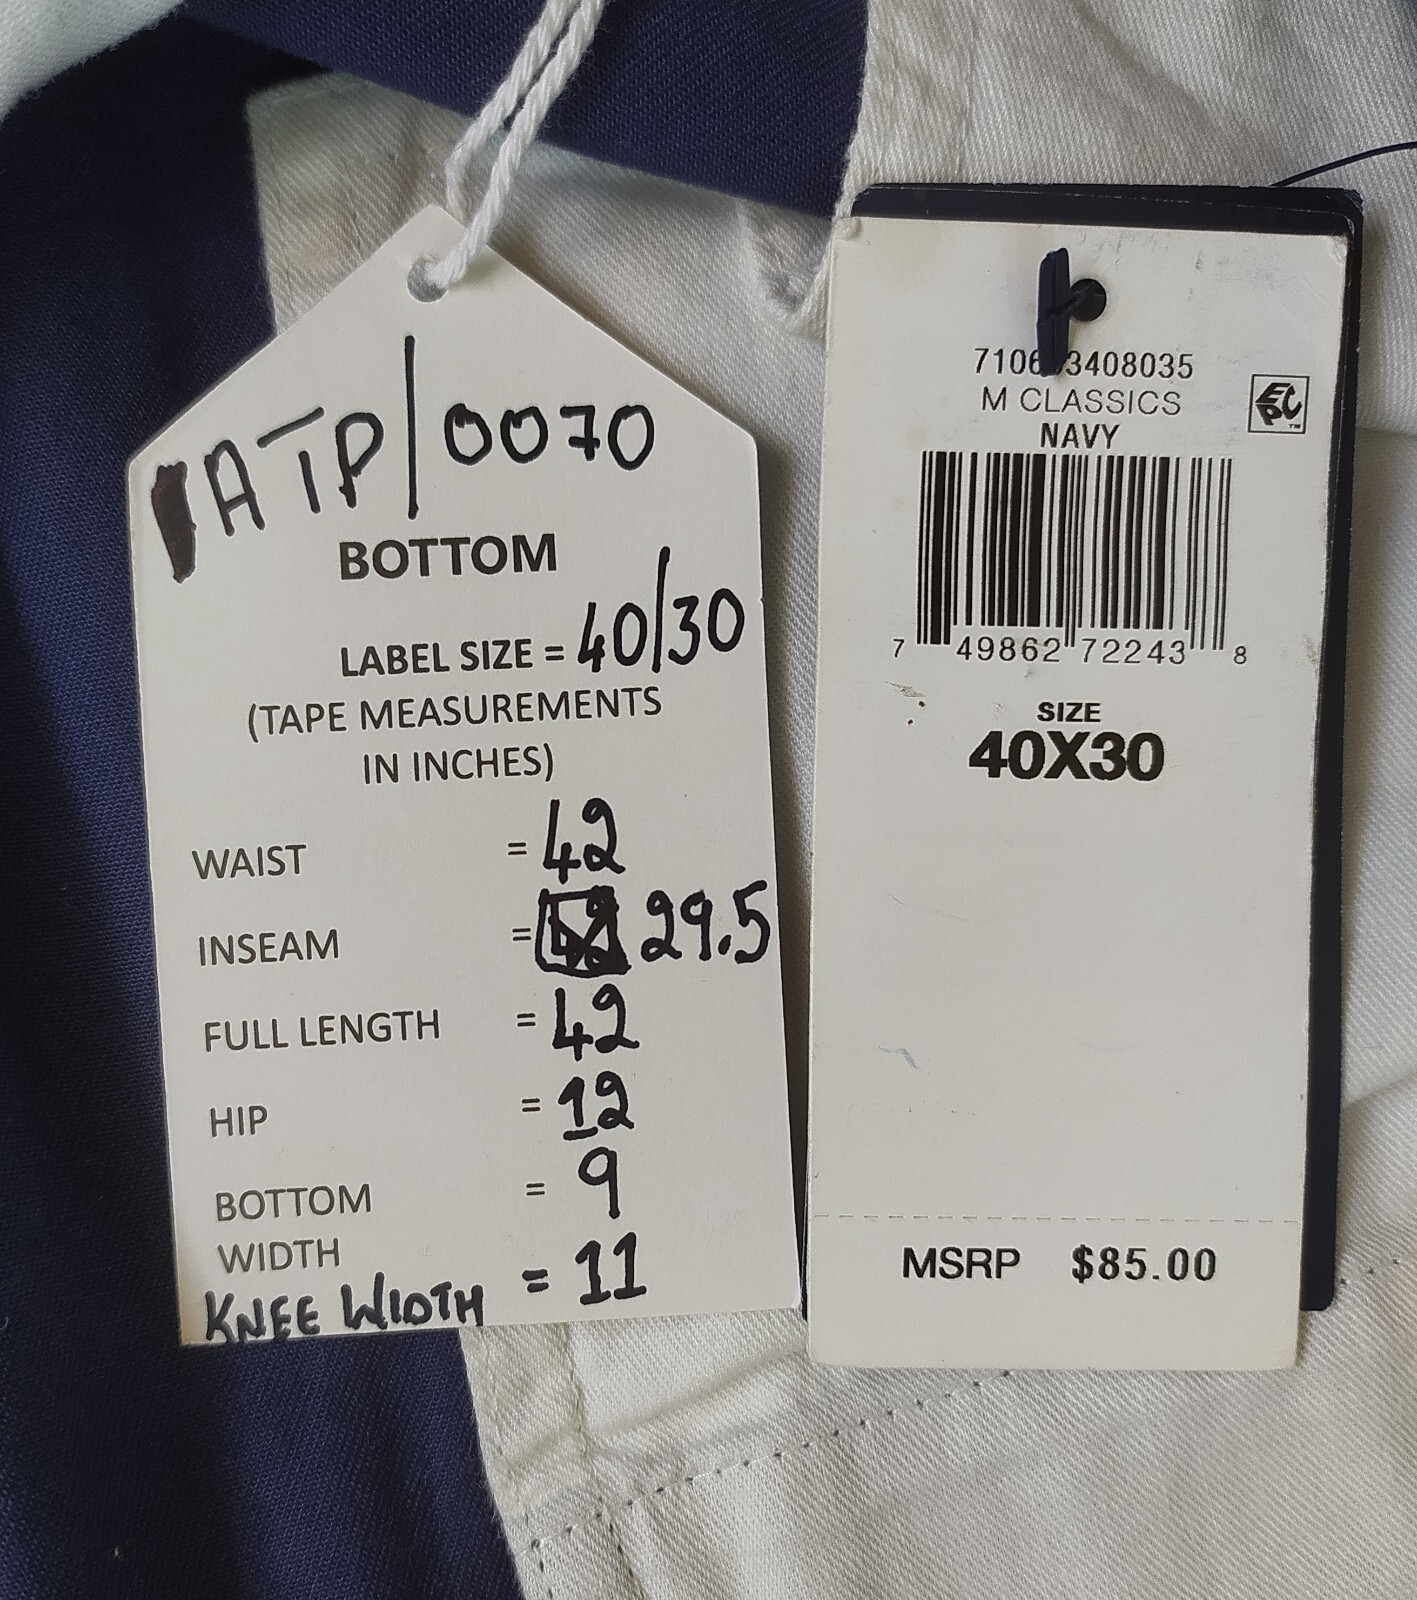 ATP/0070
BOTTOM
LABEL SIZE = 40/30
(TAPE MEASUREMENTS
IN INCHES)
WAIST = 42
INSEAM = 29.5
FULL LENGTH = 42
HIP = 12
BOTTOM = 9
WIDTH
KNEE WIDTH = 11
M CLASSICS
NAVY
7 49862 72243 8
SIZE
40X30
MSRP $85.00